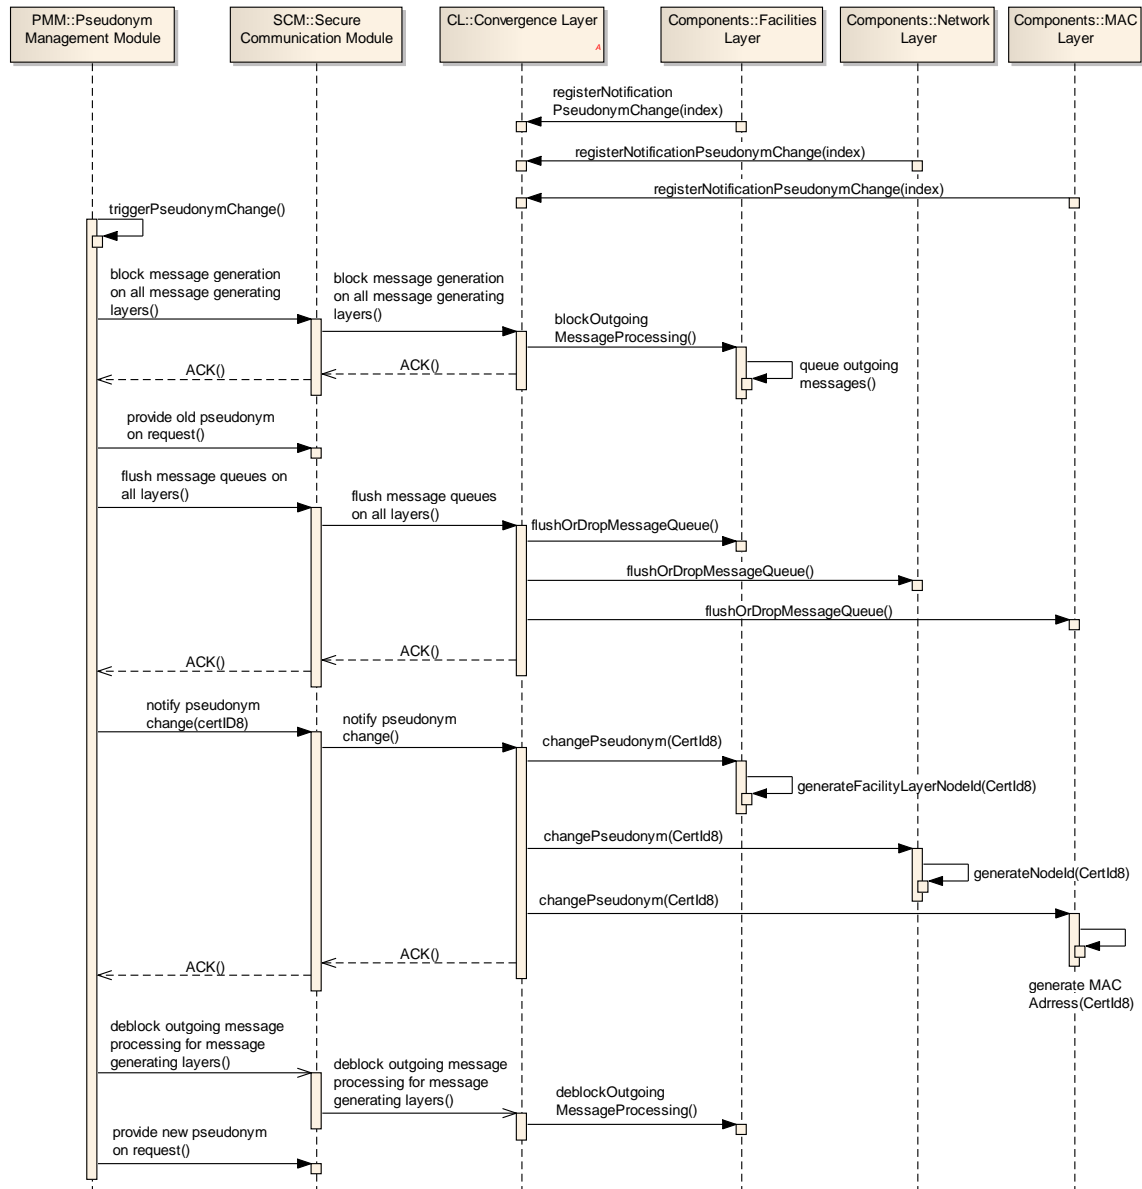 PMM::Pseudonym
Management Module
SCM::Secure
Communication Module
CL::Convergence Layer
A
Components::Facilities
Layer
Components::Network
Layer
Components::MAC
Layer
registerNotification
PseudonymChange(index)
registerNotificationPseudonymChange(index)
registerNotificationPseudonymChange(index)
triggerPseudonymChange()
block message generation
on all message generating
layers()
block message generation
on all message generating
layers()
blockOutgoing
MessageProcessing()
queue outgoing
messages()
ACK()
ACK()
provide old pseudonym
on request()
flush message queues on
all layers()
flush message queues
on all layers()
flushOrDropMessageQueue()
flushOrDropMessageQueue()
flushOrDropMessageQueue()
ACK()
ACK()
notify pseudonym
change(certID8)
notify pseudonym
change()
changePseudonym(CertId8)
generateFacilityLayerNodeId(CertId8)
changePseudonym(CertId8)
generateNodeId(CertId8)
changePseudonym(CertId8)
ACK()
ACK()
generate MAC
Adrress(CertId8)
deblock outgoing message
processing for message
generating layers()
deblock outgoing message
processing for message
generating layers()
deblockOutgoing
MessageProcessing()
provide new pseudonym
on request()